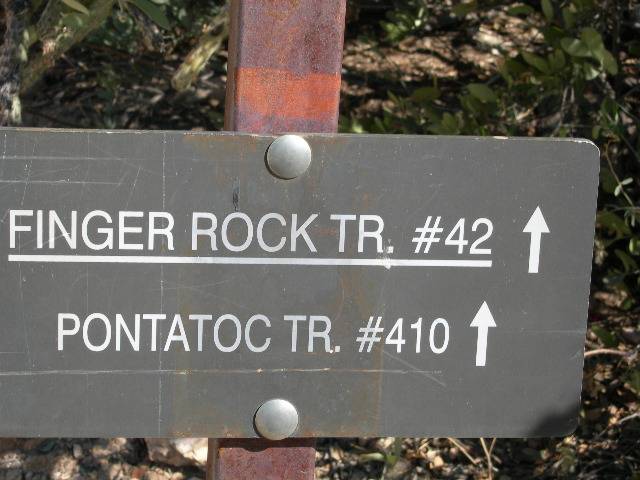 FINGER ROCK TR. #42 ↑
PONTATOC TR. #410 ↑